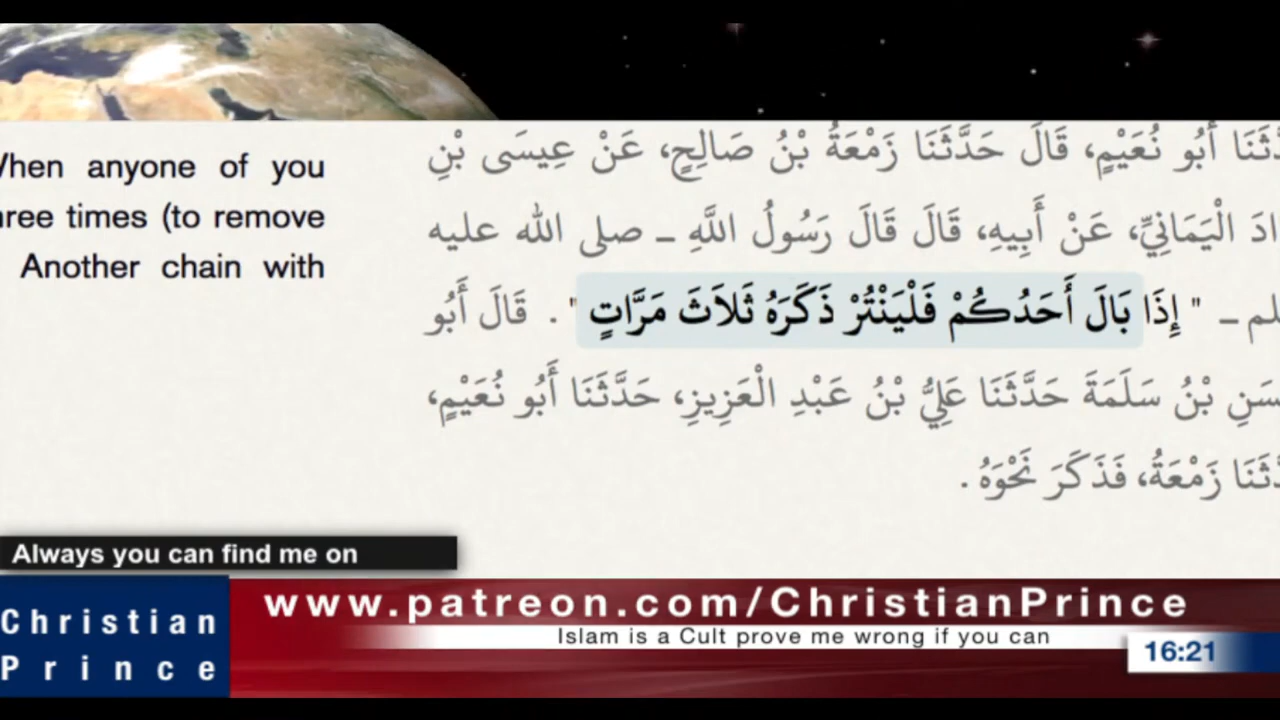 When anyone of you
hree times (to remove
Another chain with
دَّثَنَا أَبُو نُعَيْمٍ، قَالَ حَدَّثَنَا زَمْعَةُ بْنُ صَالِحٍ، عَنْ عِيسَى بْنِ
ادَ الْيَمَانِيِّ، عَنْ أَبِيهِ، قَالَ قَالَ رَسُولُ اللَّهِ ـ صلى الله عليه
لم ـ " إِذَا بَالَ أَحَدُكُمْ فَلْيَنْتُرْ ذَكَرَهُ ثَلاَثَ مَرَّاتٍ " . قَالَ أَبُو
سَنِ بْنُ سَلَمَةَ حَدَّثَنَا عَلِيُّ بْنُ عَبْدِ الْعَزِيزِ، حَدَّثَنَا أَبُو نُعَيْمٍ،
دَّثَنَا زَمْعَةُ، فَذَكَرَ نَحْوَهُ .
Always you can find me on
Christian
Prince
www.patreon.com/ChristianPrince
Islam is a Cult prove me wrong if you can
16:21